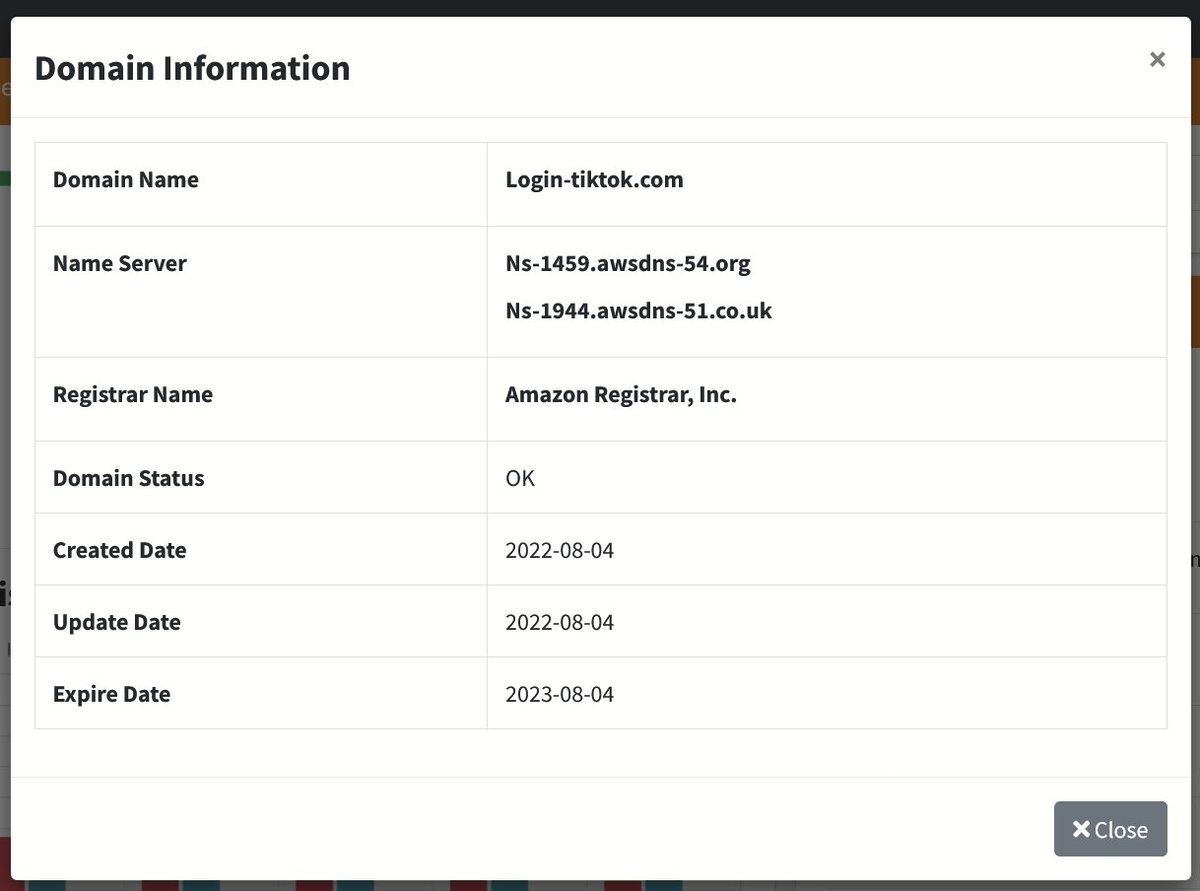 Domain Information
×
Domain Name
Login-tiktok.com
Name Server
Ns-1459.awsdns-54.org
Ns-1944.awsdns-51.co.uk
Registrar Name
Amazon Registrar, Inc.
Domain Status
OK
Created Date
2022-08-04
Update Date
2022-08-04
Expire Date
2023-08-04
Close